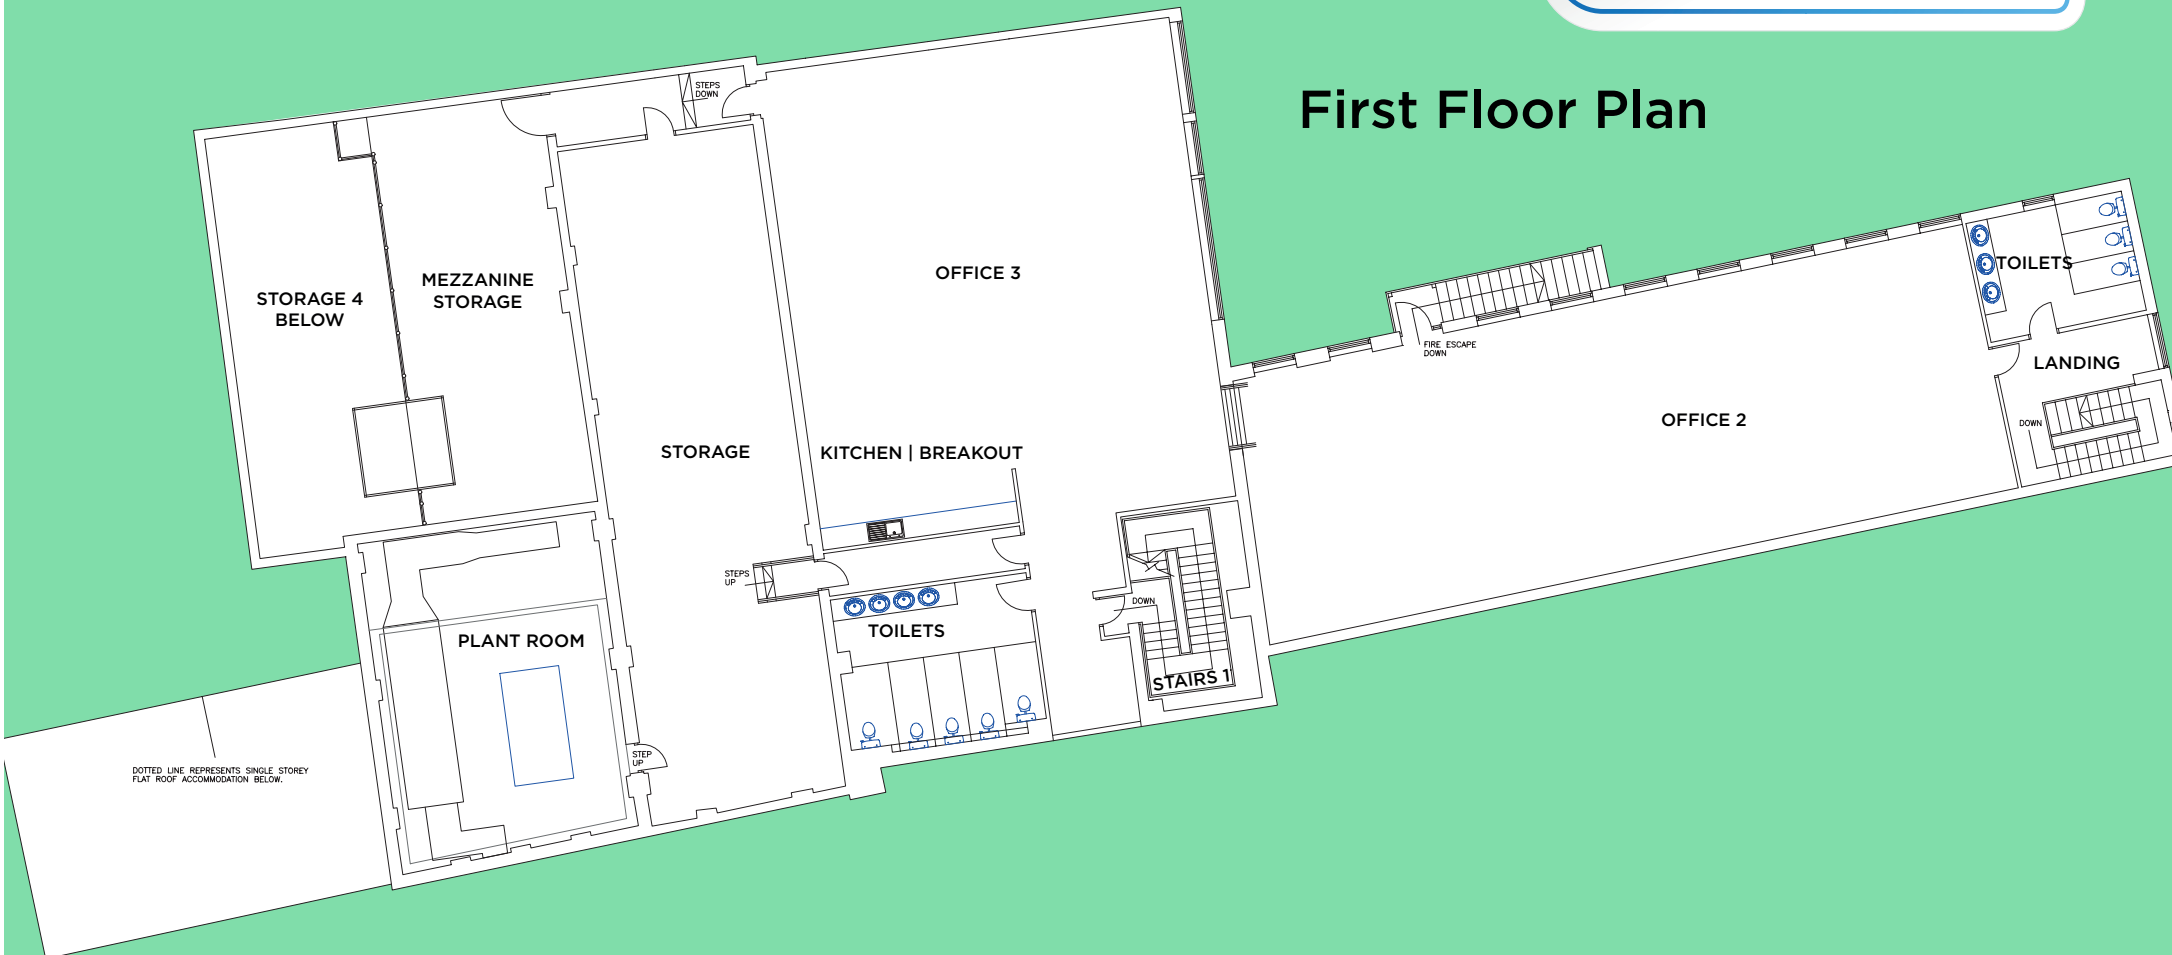 First Floor Plan
STEPS
DOWN
OFFICE 3
MEZZANINE
STORAGE
STORAGE 4
BELOW
TOILETS
FIRE ESCAPE
DOWN
LANDING
OFFICE 2
DOWN
STORAGE
KITCHEN | BREAKOUT
STEPS
UP
DOWN
TOILETS
PLANT ROOM
STAIRS 1
STEP
UP
DOTTED LINE REPRESENTS SINGLE STOREY
FLAT ROOF ACCOMMODATION BELOW.